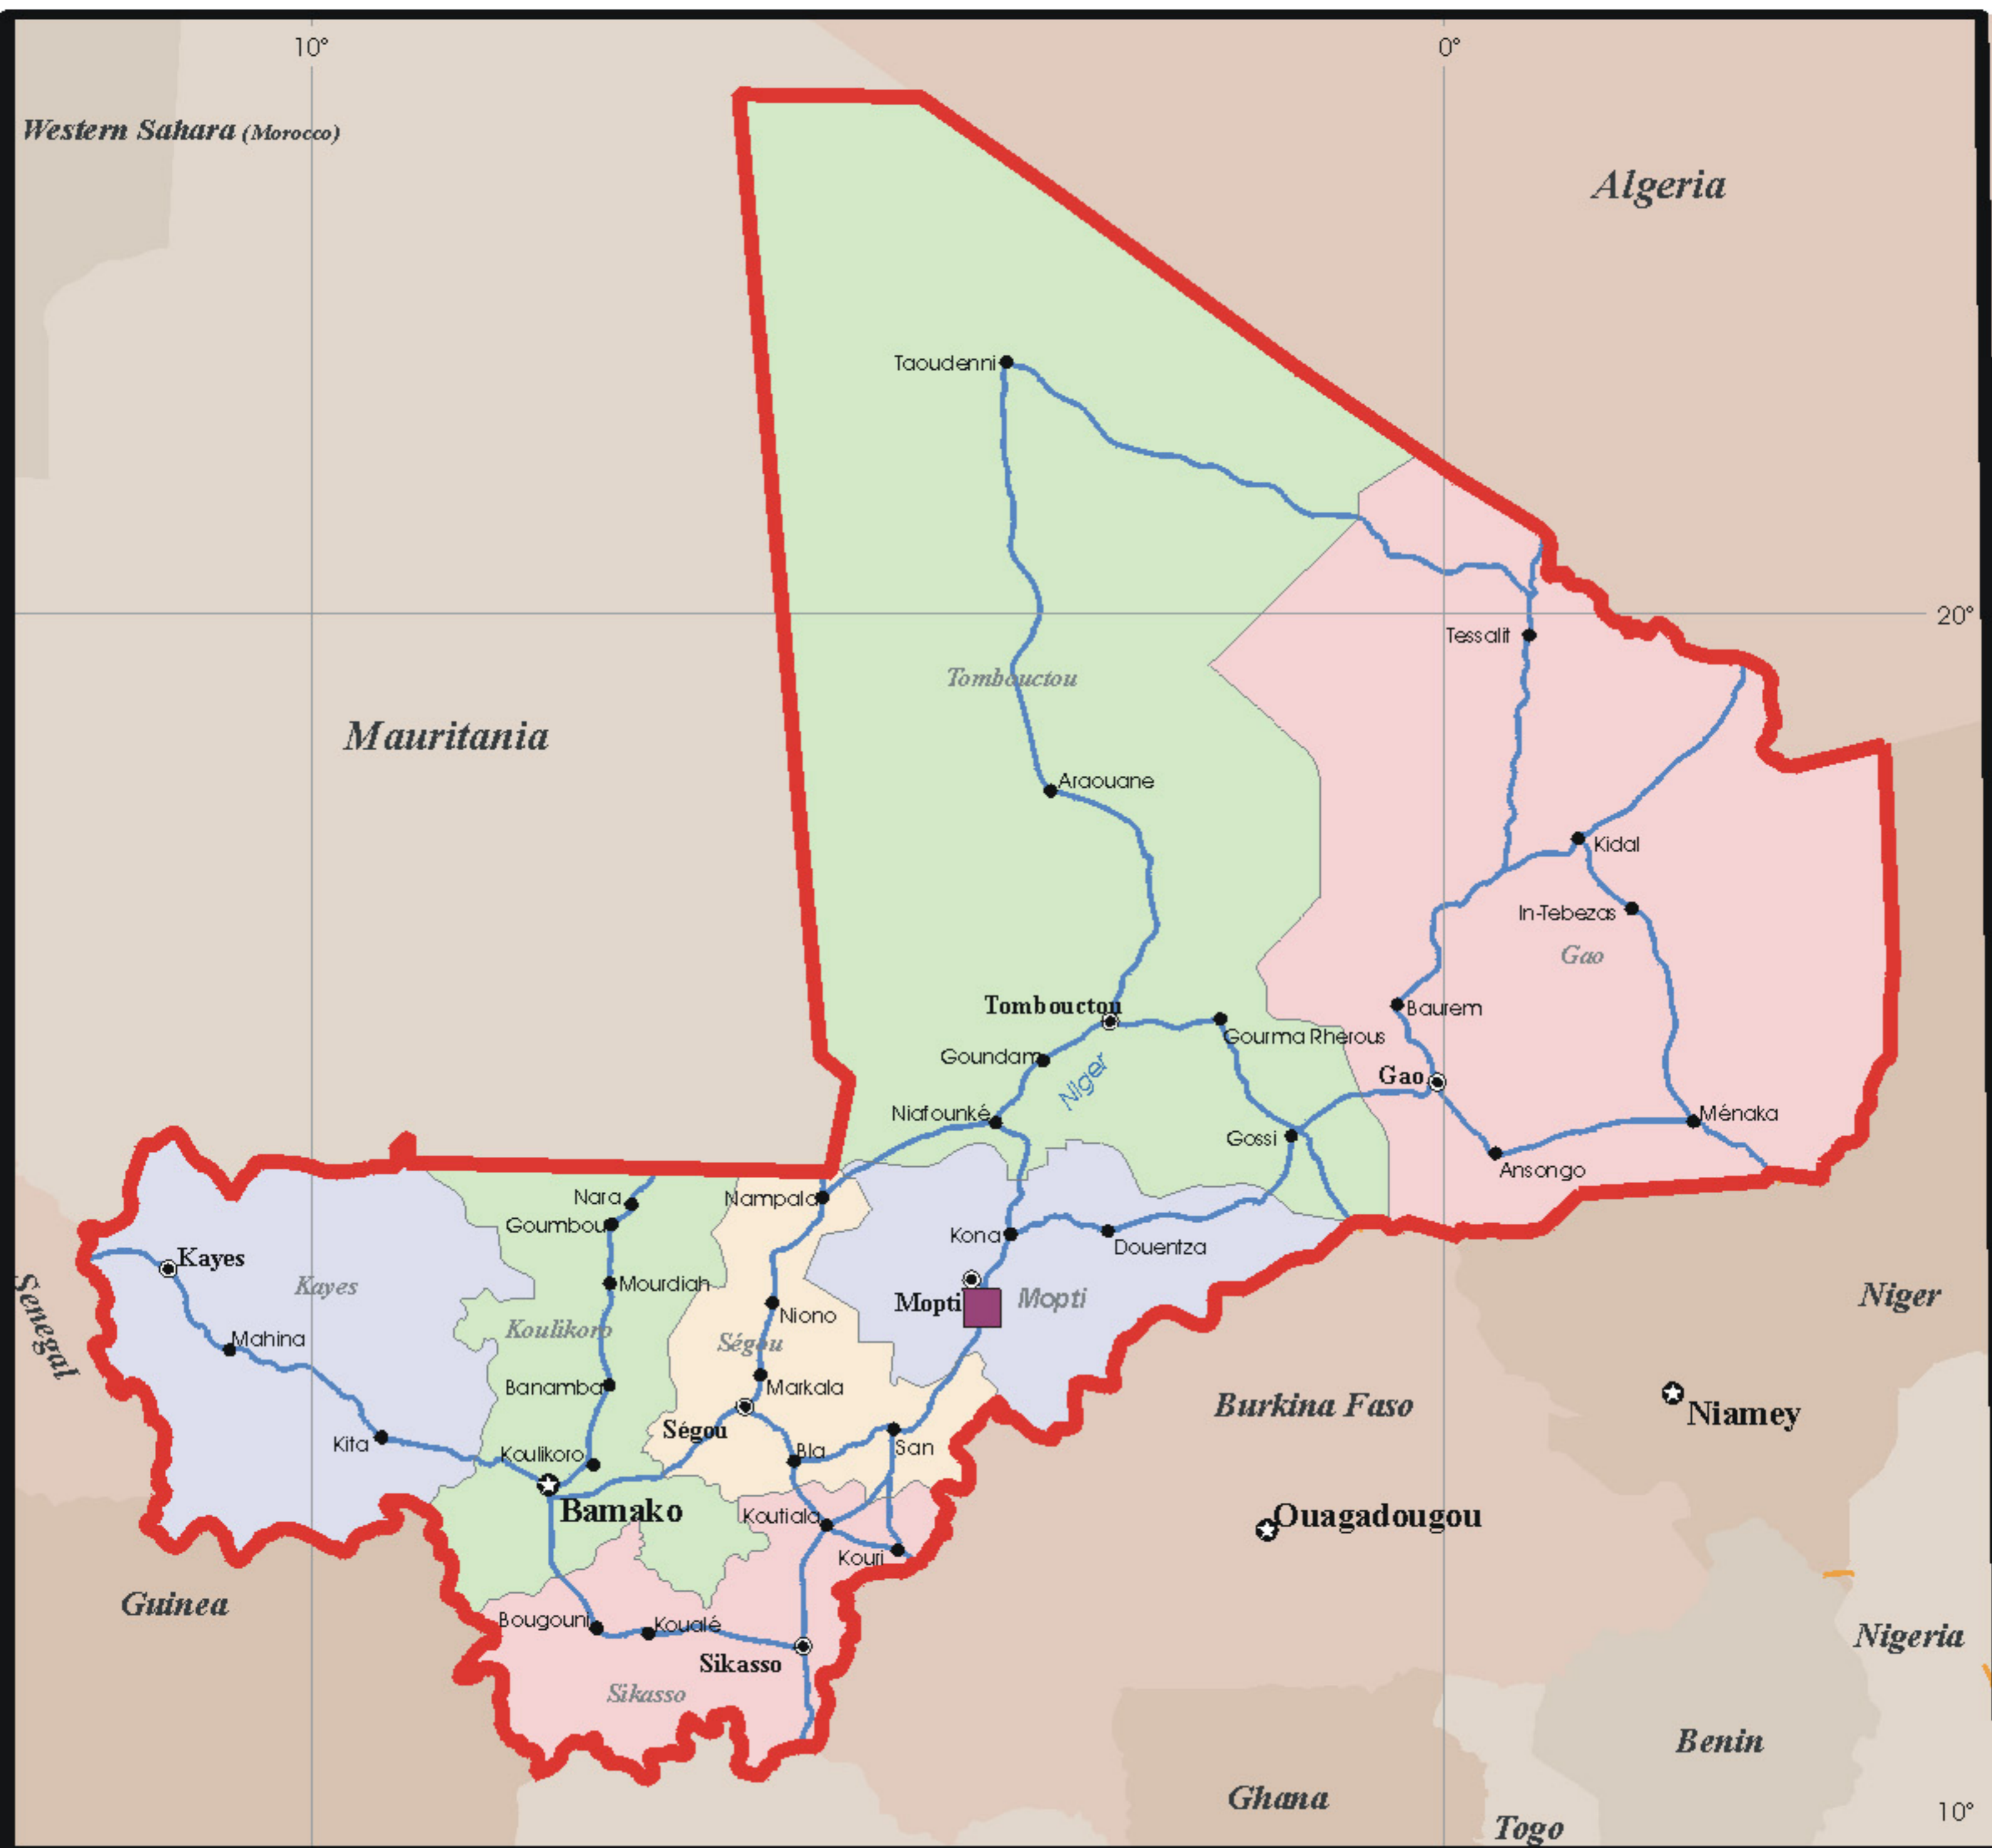 10°
0°
Western Sahara (Morocco)
Algeria
Taoudenni
20°
Tessalit
Tombouctou
Mauritania
Araouane
Kidal
In-Tebezas
Gao
Tombouctou
Baurem
Gourma Rherous
Goundam
Niger
Gao
Niafounké
Ménaka
Gossi
Ansongo
Nara
Nampala
Goumbou
Kona
Douentza
Kayes
Kayes
Mourdiah
Senegal
Mopti
Mopti
Niger
Niono
Koulikoro
Ségou
Mahina
Banamba
Markala
Burkina Faso
Niamey
Ségou
Kita
Koulikoro
Bla
San
Bamako
Koutiala
Ouagadougou
Kouri
Guinea
Bougouni
Koualé
Nigeria
Sikasso
Sikasso
Benin
Ghana
10°
Togo